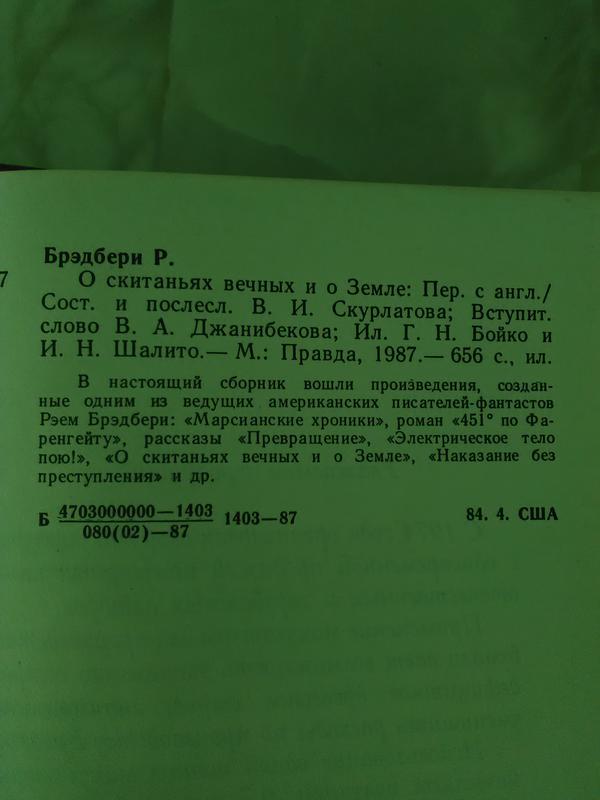 Брэдбери Р.
7
О скитаньях вечных и о Земле: Пер. с англ./
Сост. и послесл. В. И. Скурлатова; Вступит.
слово В. А. Джанибекова; Ил. Г. Н. Бойко и
И. Н. Шалито.— М.: Правда, 1987.— 656 с., ил.
В настоящий сборник вошли произведения, создан-
ные одним из ведущих американских писателей-фантастов
Рэем Брэдбери: «Марсианские хроники», роман «451° по Фа-
ренгейту», рассказы «Превращение», «Электрическое тело
пою!», «О скитаньях вечных и о Земле», «Наказание без
преступления» и др.
Б 4703000000—1403 1403—87 84. 4. США
080(02)—87